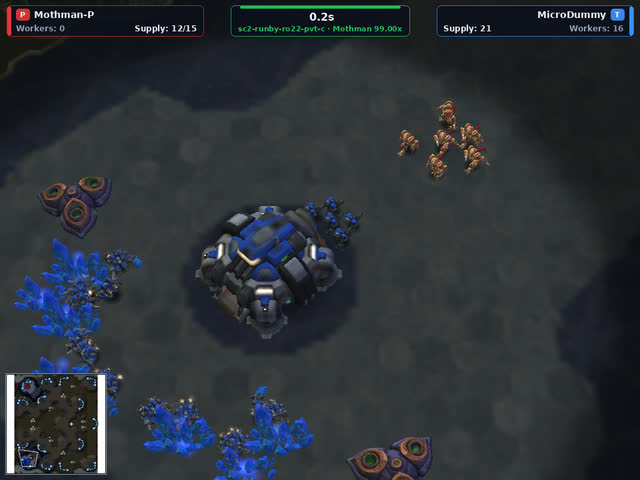 P Mothman-P
Workers: 0 Supply: 12/15
0.2s
sc2-runby-ro22-pvt-c · Mothman 99.00x
MicroDummy T
Supply: 21 Workers: 16